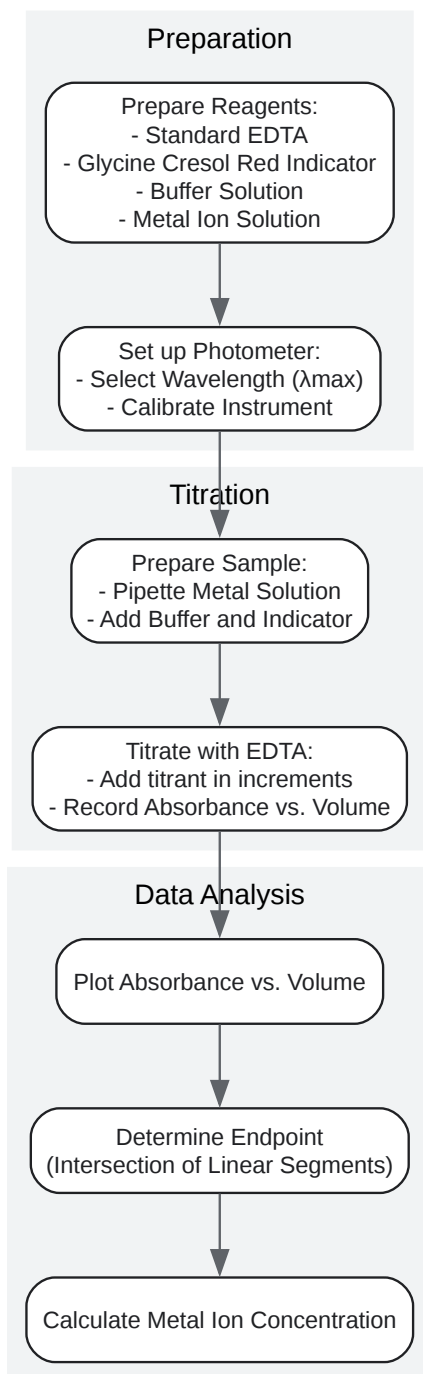 Preparation
Prepare Reagents:
- Standard EDTA
- Glycine Cresol Red Indicator
- Buffer Solution
- Metal Ion Solution
Set up Photometer:
- Select Wavelength (λmax)
- Calibrate Instrument
Titration
Prepare Sample:
- Pipette Metal Solution
- Add Buffer and Indicator
Titrate with EDTA:
- Add titrant in increments
- Record Absorbance vs. Volume
Data Analysis
Plot Absorbance vs. Volume
Determine Endpoint
(Intersection of Linear Segments)
Calculate Metal Ion Concentration